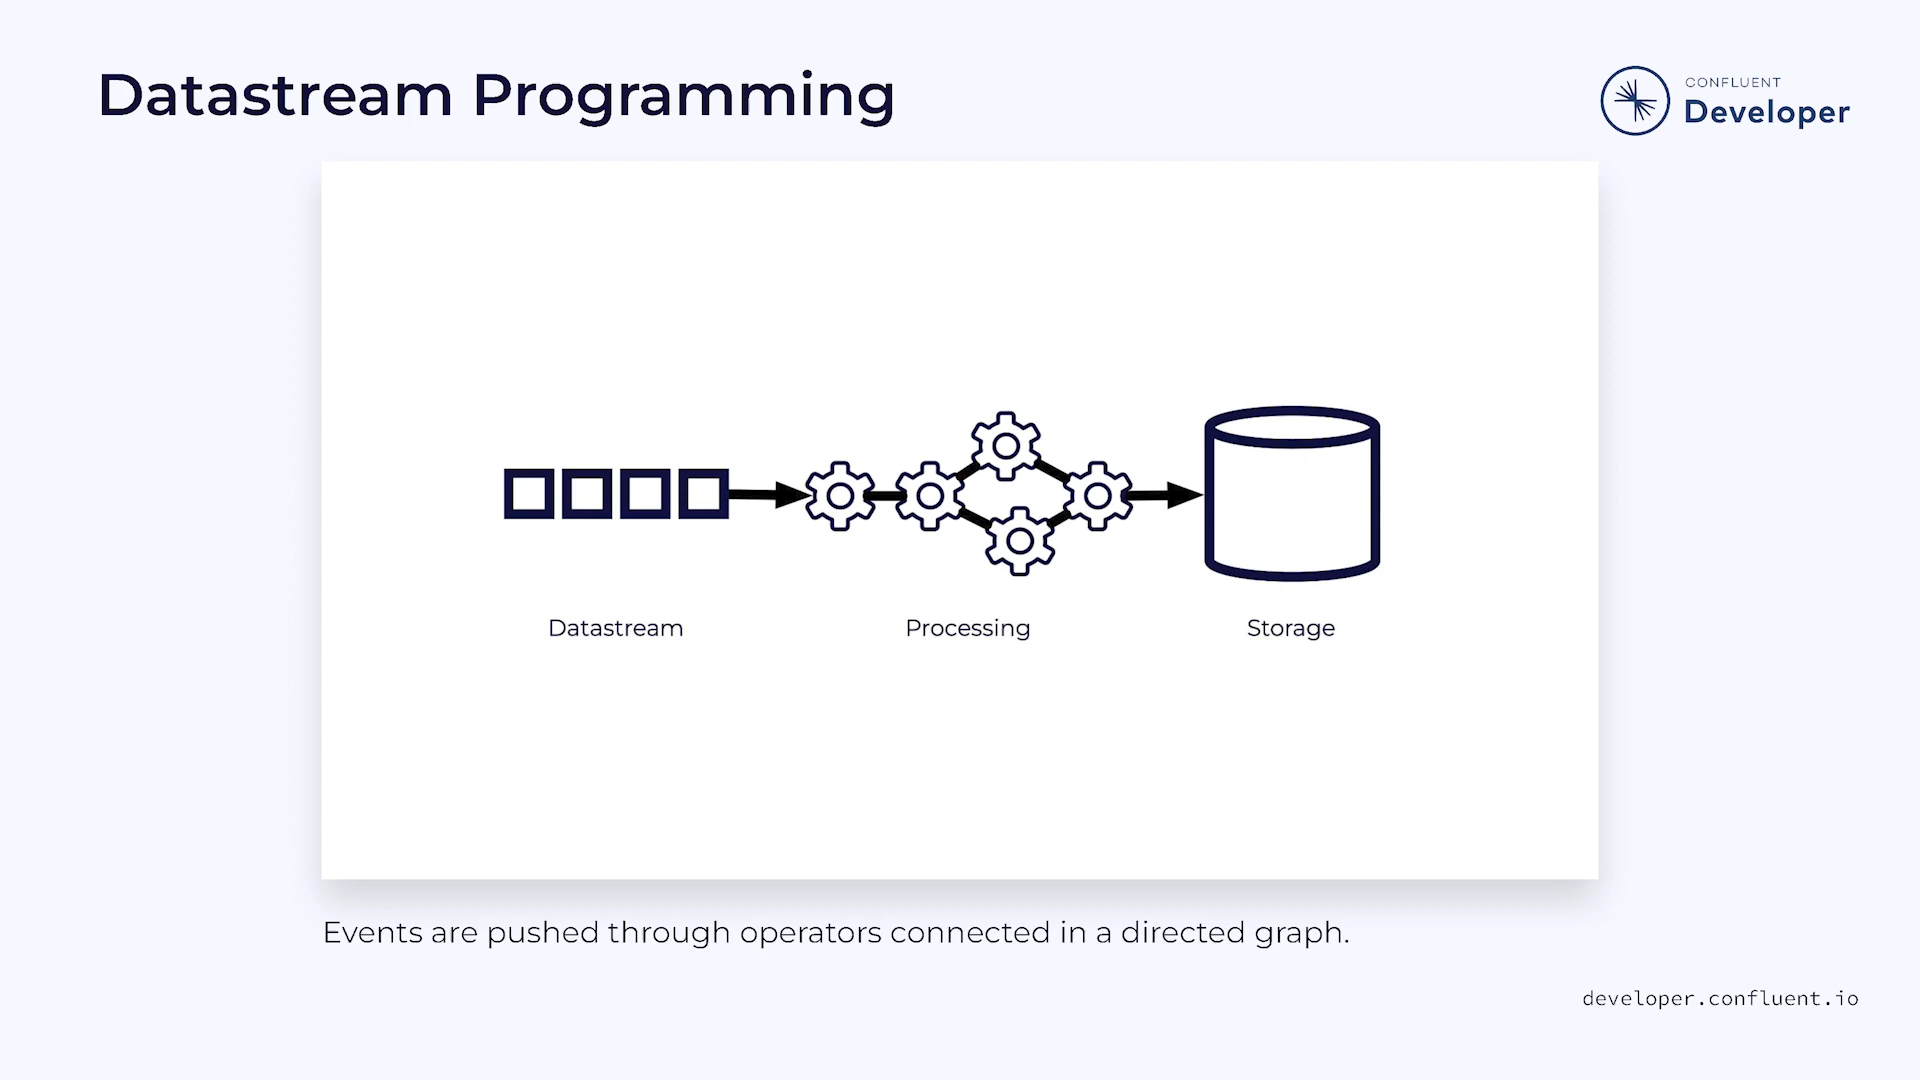 Datastream Programming
CONFLUENT
Developer
Datastream
Processing
Storage
Events are pushed through operators connected in a directed graph.
developer.confluent.io